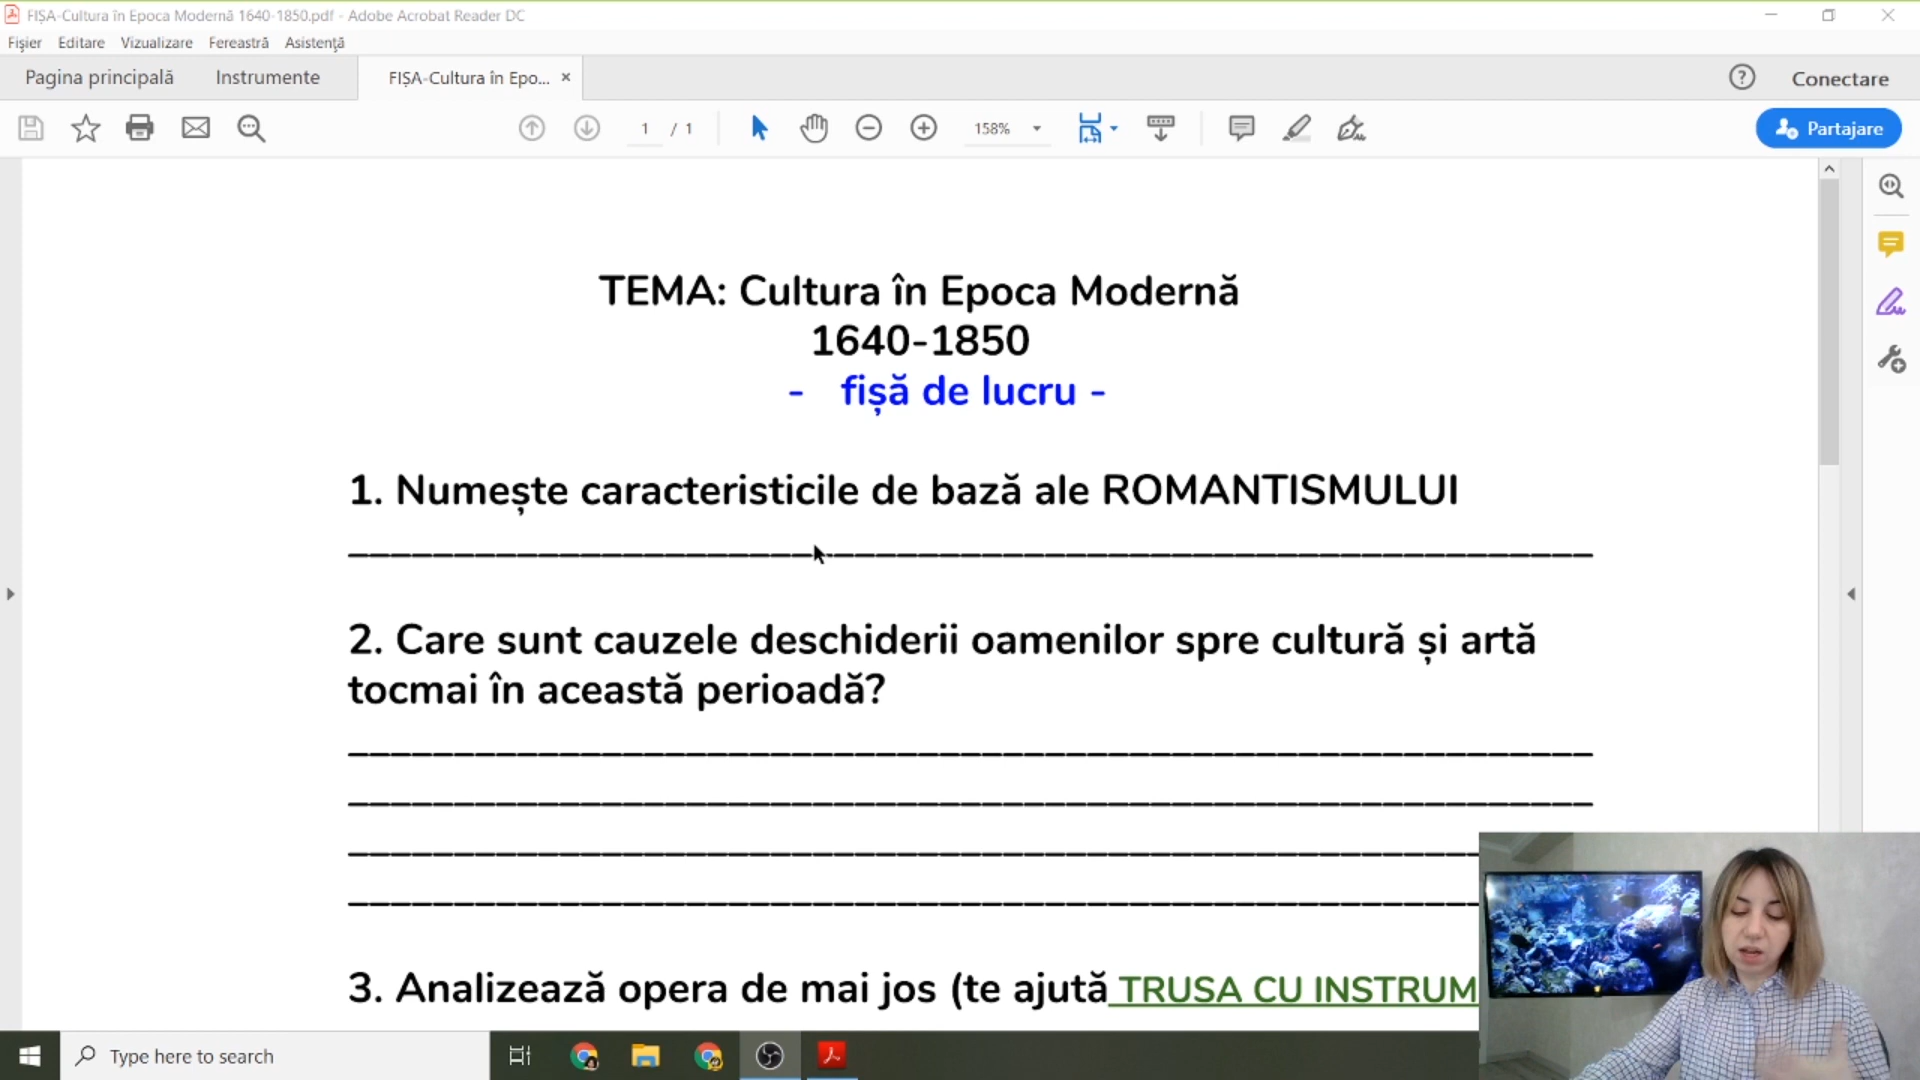 FIȘA-Cultura în Epoca Modernă 1640-1850.pdf - Adobe Acrobat Reader DC
Fișier Editare Vizualizare Fereastră Asistență
Pagina principală Instrumente FIȘA-Cultura în Epo... × Conectare
1 / 1 158% Partajare
TEMA: Cultura în Epoca Modernă
1640-1850
- fișă de lucru -
1. Numește caracteristicile de bază ale ROMANTISMULUI
2. Care sunt cauzele deschiderii oamenilor spre cultură și artă
tocmai în această perioadă?
3. Analizează opera de mai jos (te ajută TRUSA CU INSTRUM
Type here to search